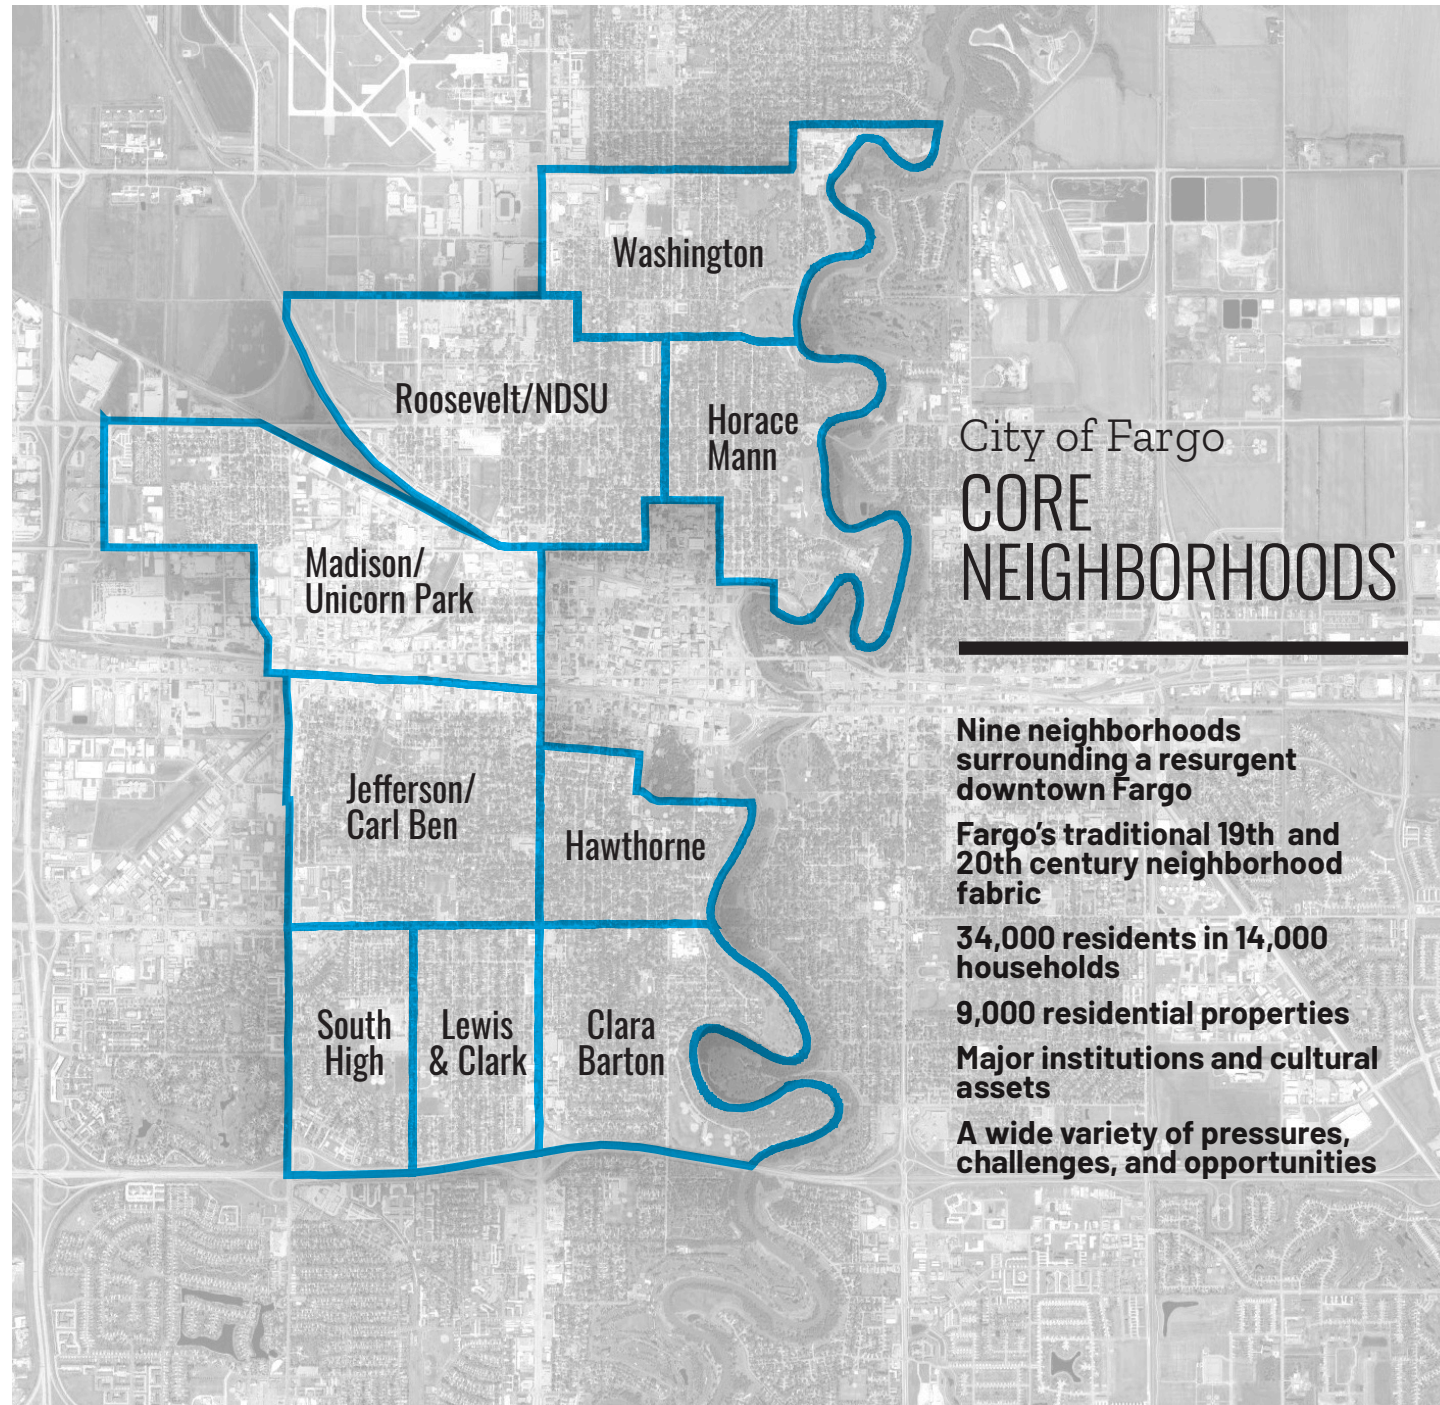 Washington
Roosevelt/NDSU
Horace
Mann
City of Fargo
CORE
NEIGHBORHOODS
Madison/
Unicorn Park
Jefferson/
Carl Ben
Hawthorne
South
High
Lewis
& Clark
Clara
Barton
Nine neighborhoods
surrounding a resurgent
downtown Fargo
Fargo’s traditional 19th  and
20th century neighborhood
fabric
34,000 residents in 14,000
households
9,000 residential properties
Major institutions and cultural
assets
A wide variety of pressures,
challenges, and opportunities